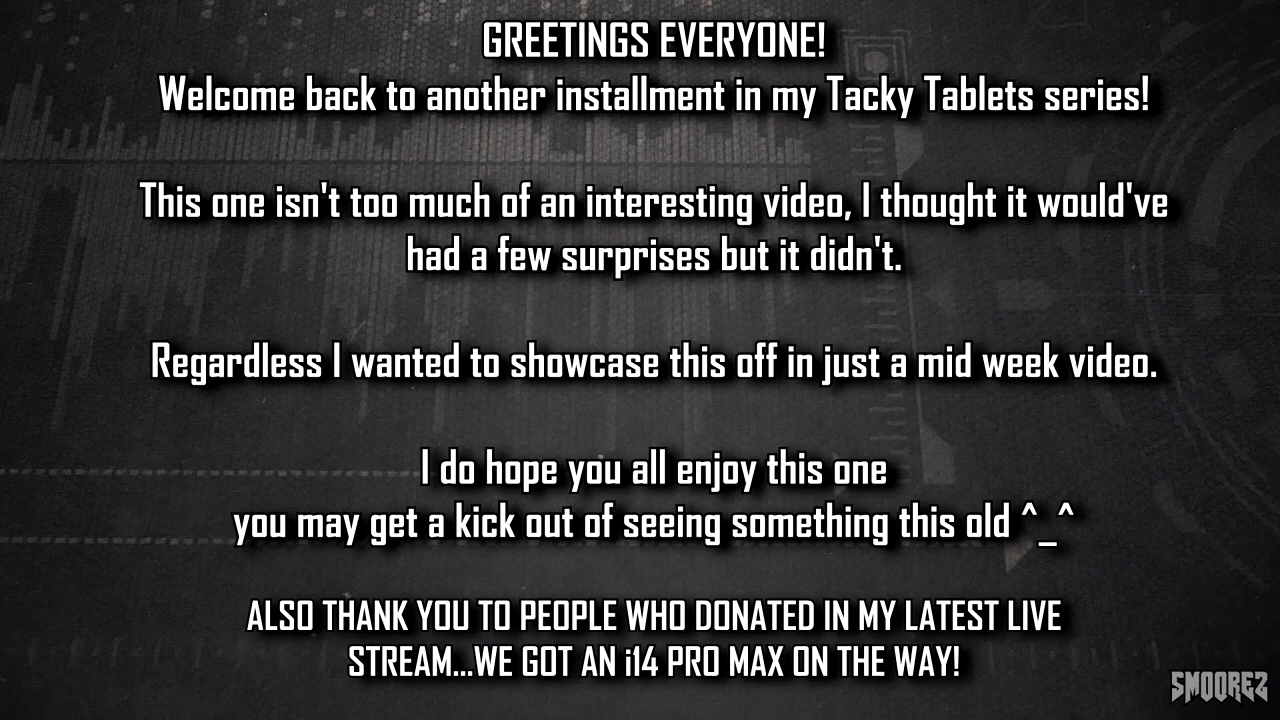 GREETINGS EVERYONE!
Welcome back to another installment in my Tacky Tablets series!
This one isn't too much of an interesting video, I thought it would've
had a few surprises but it didn't.
Regardless I wanted to showcase this off in just a mid week video.
I do hope you all enjoy this one
you may get a kick out of seeing something this old ^_^
ALSO THANK YOU TO PEOPLE WHO DONATED IN MY LATEST LIVE
STREAM...WE GOT AN i14 PRO MAX ON THE WAY!
SMOOREZ